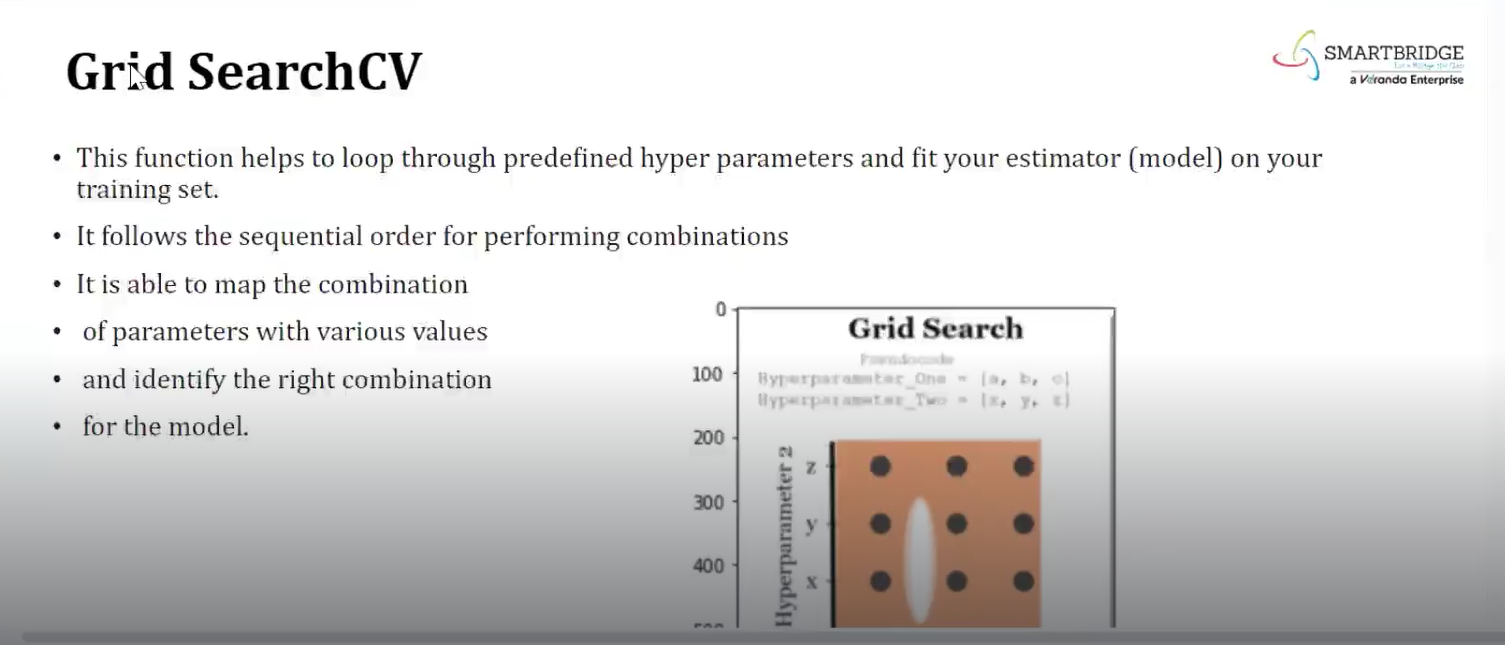 Grid SearchCV
SMARTBRIDGE
a Veranda Enterprise
• This function helps to loop through predefined hyper parameters and fit your estimator (model) on your
training set.
• It follows the sequential order for performing combinations
• It is able to map the combination
• of parameters with various values
• and identify the right combination
• for the model.
0
Grid Search
Pseudocode
100
Hyperparameter_One = [a, b, c]
Hyperparameter_Two = [x, y, z]
200
Hyperparameter 2
z
300
y
400
x
500